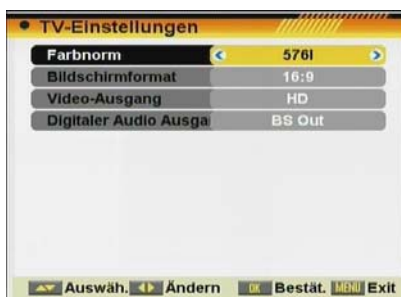 TV-Einstellungen
Farbnorm 576I
Bildschirmformat 16:9
Video-Ausgang HD
Digitaler Audio Ausga BS Out
Auswäh. Ändern OK Bestät. MENU Exit